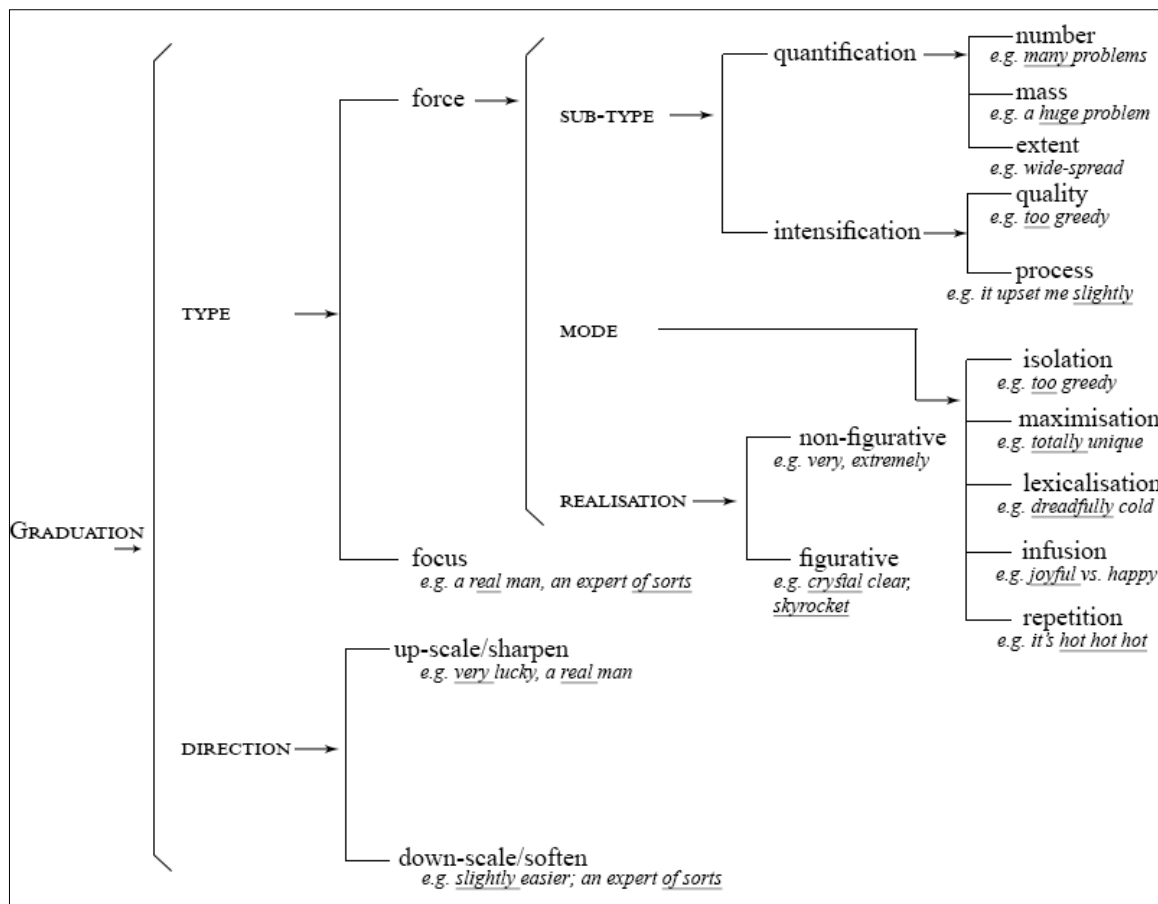 number
quantification
e.g. many problems
mass
force
SUB-TYPE
e.g. a huge problem
extent
e.g. wide-spread
quality
e.g. too greedy
intensification
process
e.g. it upset me slightly
TYPE
MODE
isolation
e.g. too greedy
maximisation
non-figurative
e.g. totally unique
e.g. very, extremely
lexicalisation
REALISATION
e.g. dreadfully cold
GRADUATION
focus
figurative
infusion
e.g. a real man, an expert of sorts
e.g. crystal clear,
e.g. joyful vs. happy
skyrocket
repetition
e.g. it's hot hot hot
up-scale/sharpen
e.g. very lucky, a real man
DIRECTION
down-scale/soften
e.g. slightly easier; an expert of sorts